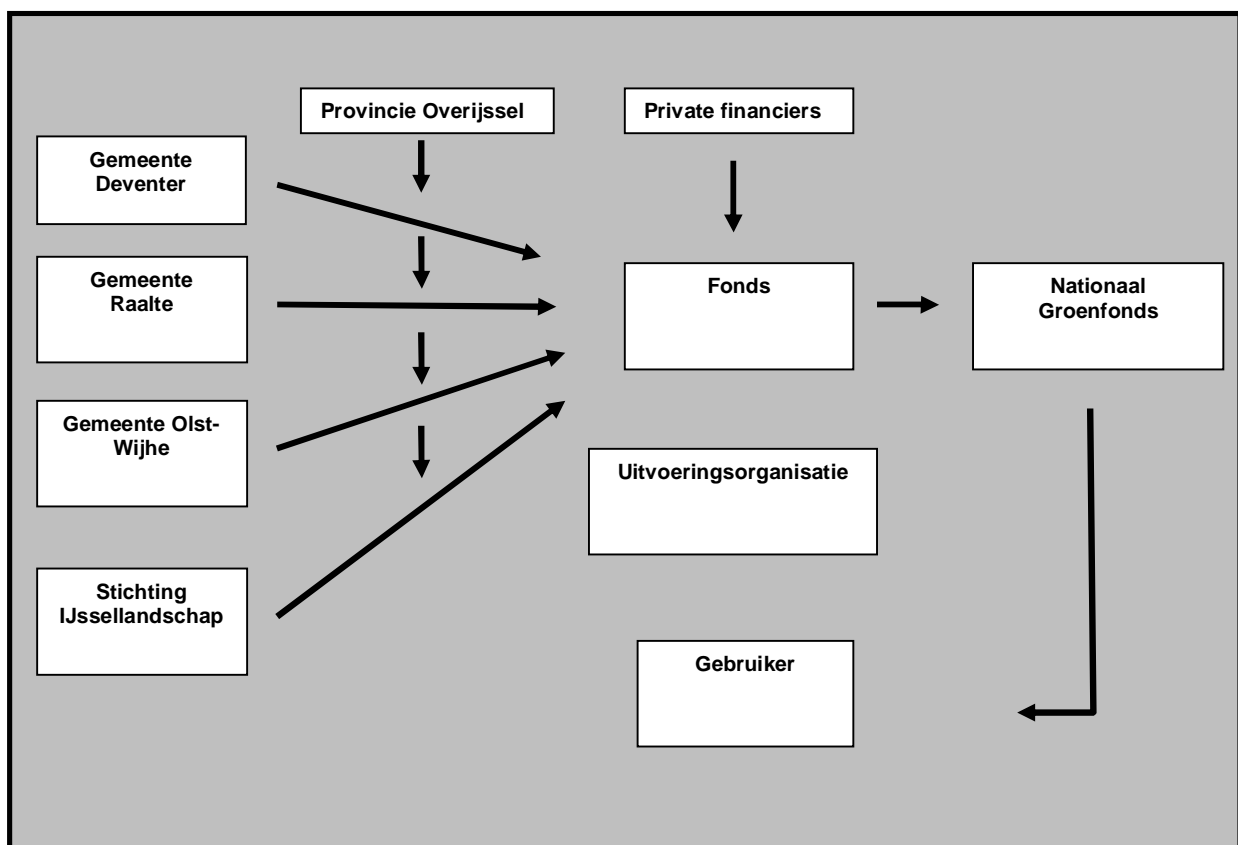 Provincie Overijssel
Private financiers
Gemeente
Deventer
Gemeente
Raalte
Fonds
Nationaal
Groenfonds
Gemeente Olst-
Wijhe
Uitvoeringsorganisatie
Stichting
IJssellandschap
Gebruiker